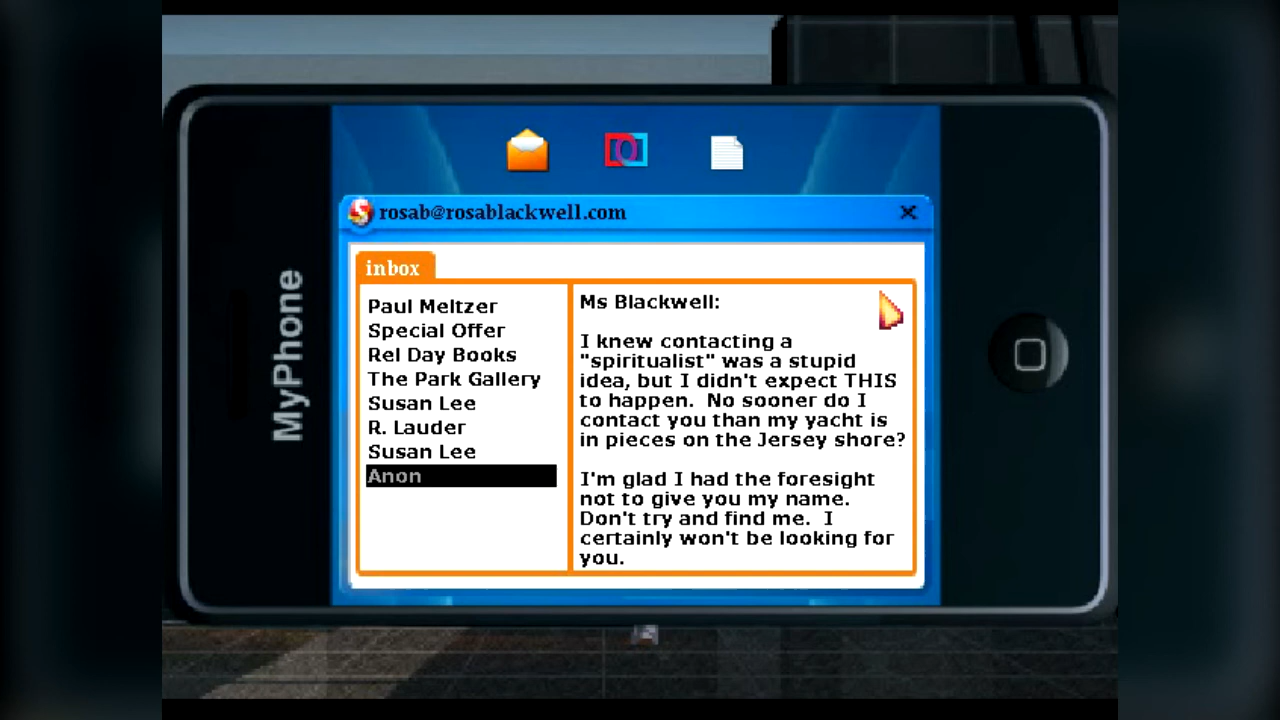 rosab@rosablackwell.com
inbox
Paul Meltzer
Special Offer
Rel Day Books
The Park Gallery
Susan Lee
R. Lauder
Susan Lee
Anon
Ms Blackwell:
I knew contacting a
"spiritualist" was a stupid
idea, but I didn't expect THIS
to happen. No sooner do I
contact you than my yacht is
in pieces on the Jersey shore?
I'm glad I had the foresight
not to give you my name.
Don't try and find me. I
certainly won't be looking for
you.
MyPhone